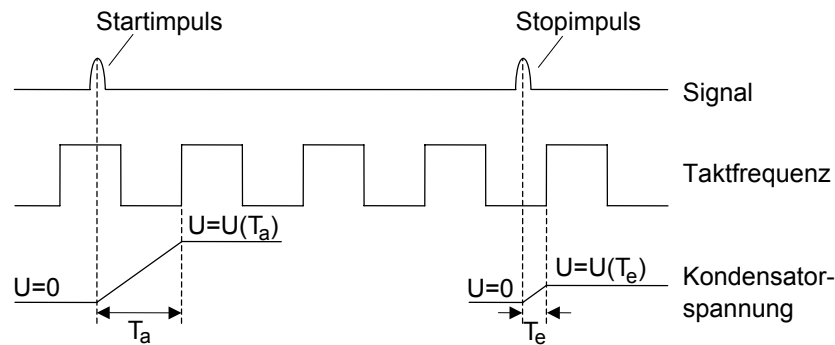 Startimpuls
Stopimpuls
Signal
Taktfrequenz
U=U(Ta)
U=0
Ta
U=0
U=U(Te)
Te
Kondensator-
spannung